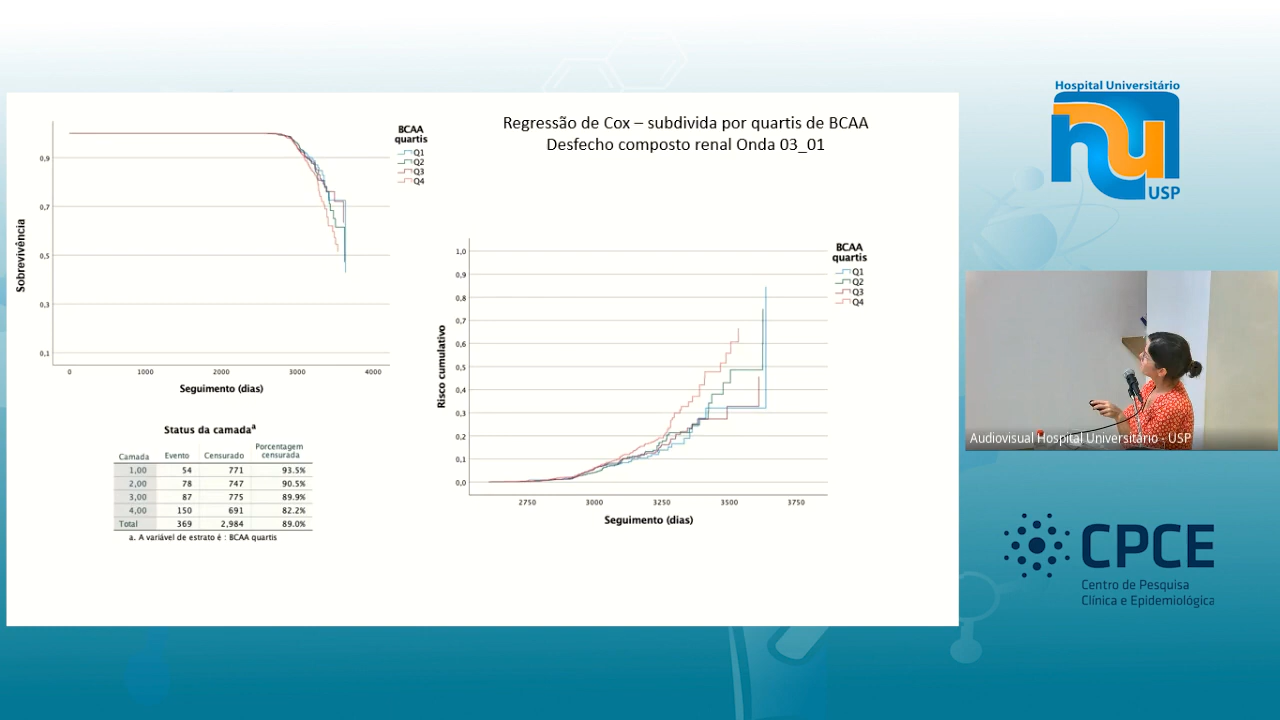 Regressão de Cox – subdivida por quartis de BCAA
Desfecho composto renal Onda 03_01
BCAA
quartis
Q1
Q2
Q3
Q4
0,9
0,7
0,5
0,3
0,1
Sobrevivência
0 1000 2000 3000 4000
Seguimento (dias)
Status da camadaᵃ
Camada Evento Censurado Porcentagem censurada
1,00 54 771 93.5%
2,00 78 747 90.5%
3,00 87 775 89.9%
4,00 150 691 82.2%
Total 369 2,984 89.0%
a. A variável de estrato é : BCAA quartis
BCAA
quartis
Q1
Q2
Q3
Q4
1,0
0,9
0,8
0,7
0,6
0,5
0,4
0,3
0,2
0,1
0,0
Risco cumulativo
2750 3000 3250 3500 3750
Seguimento (dias)
Hospital Universitário
hu
USP
Audiovisual Hospital Universitário - USP
CPCE
Centro de Pesquisa
Clínica e Epidemiológica